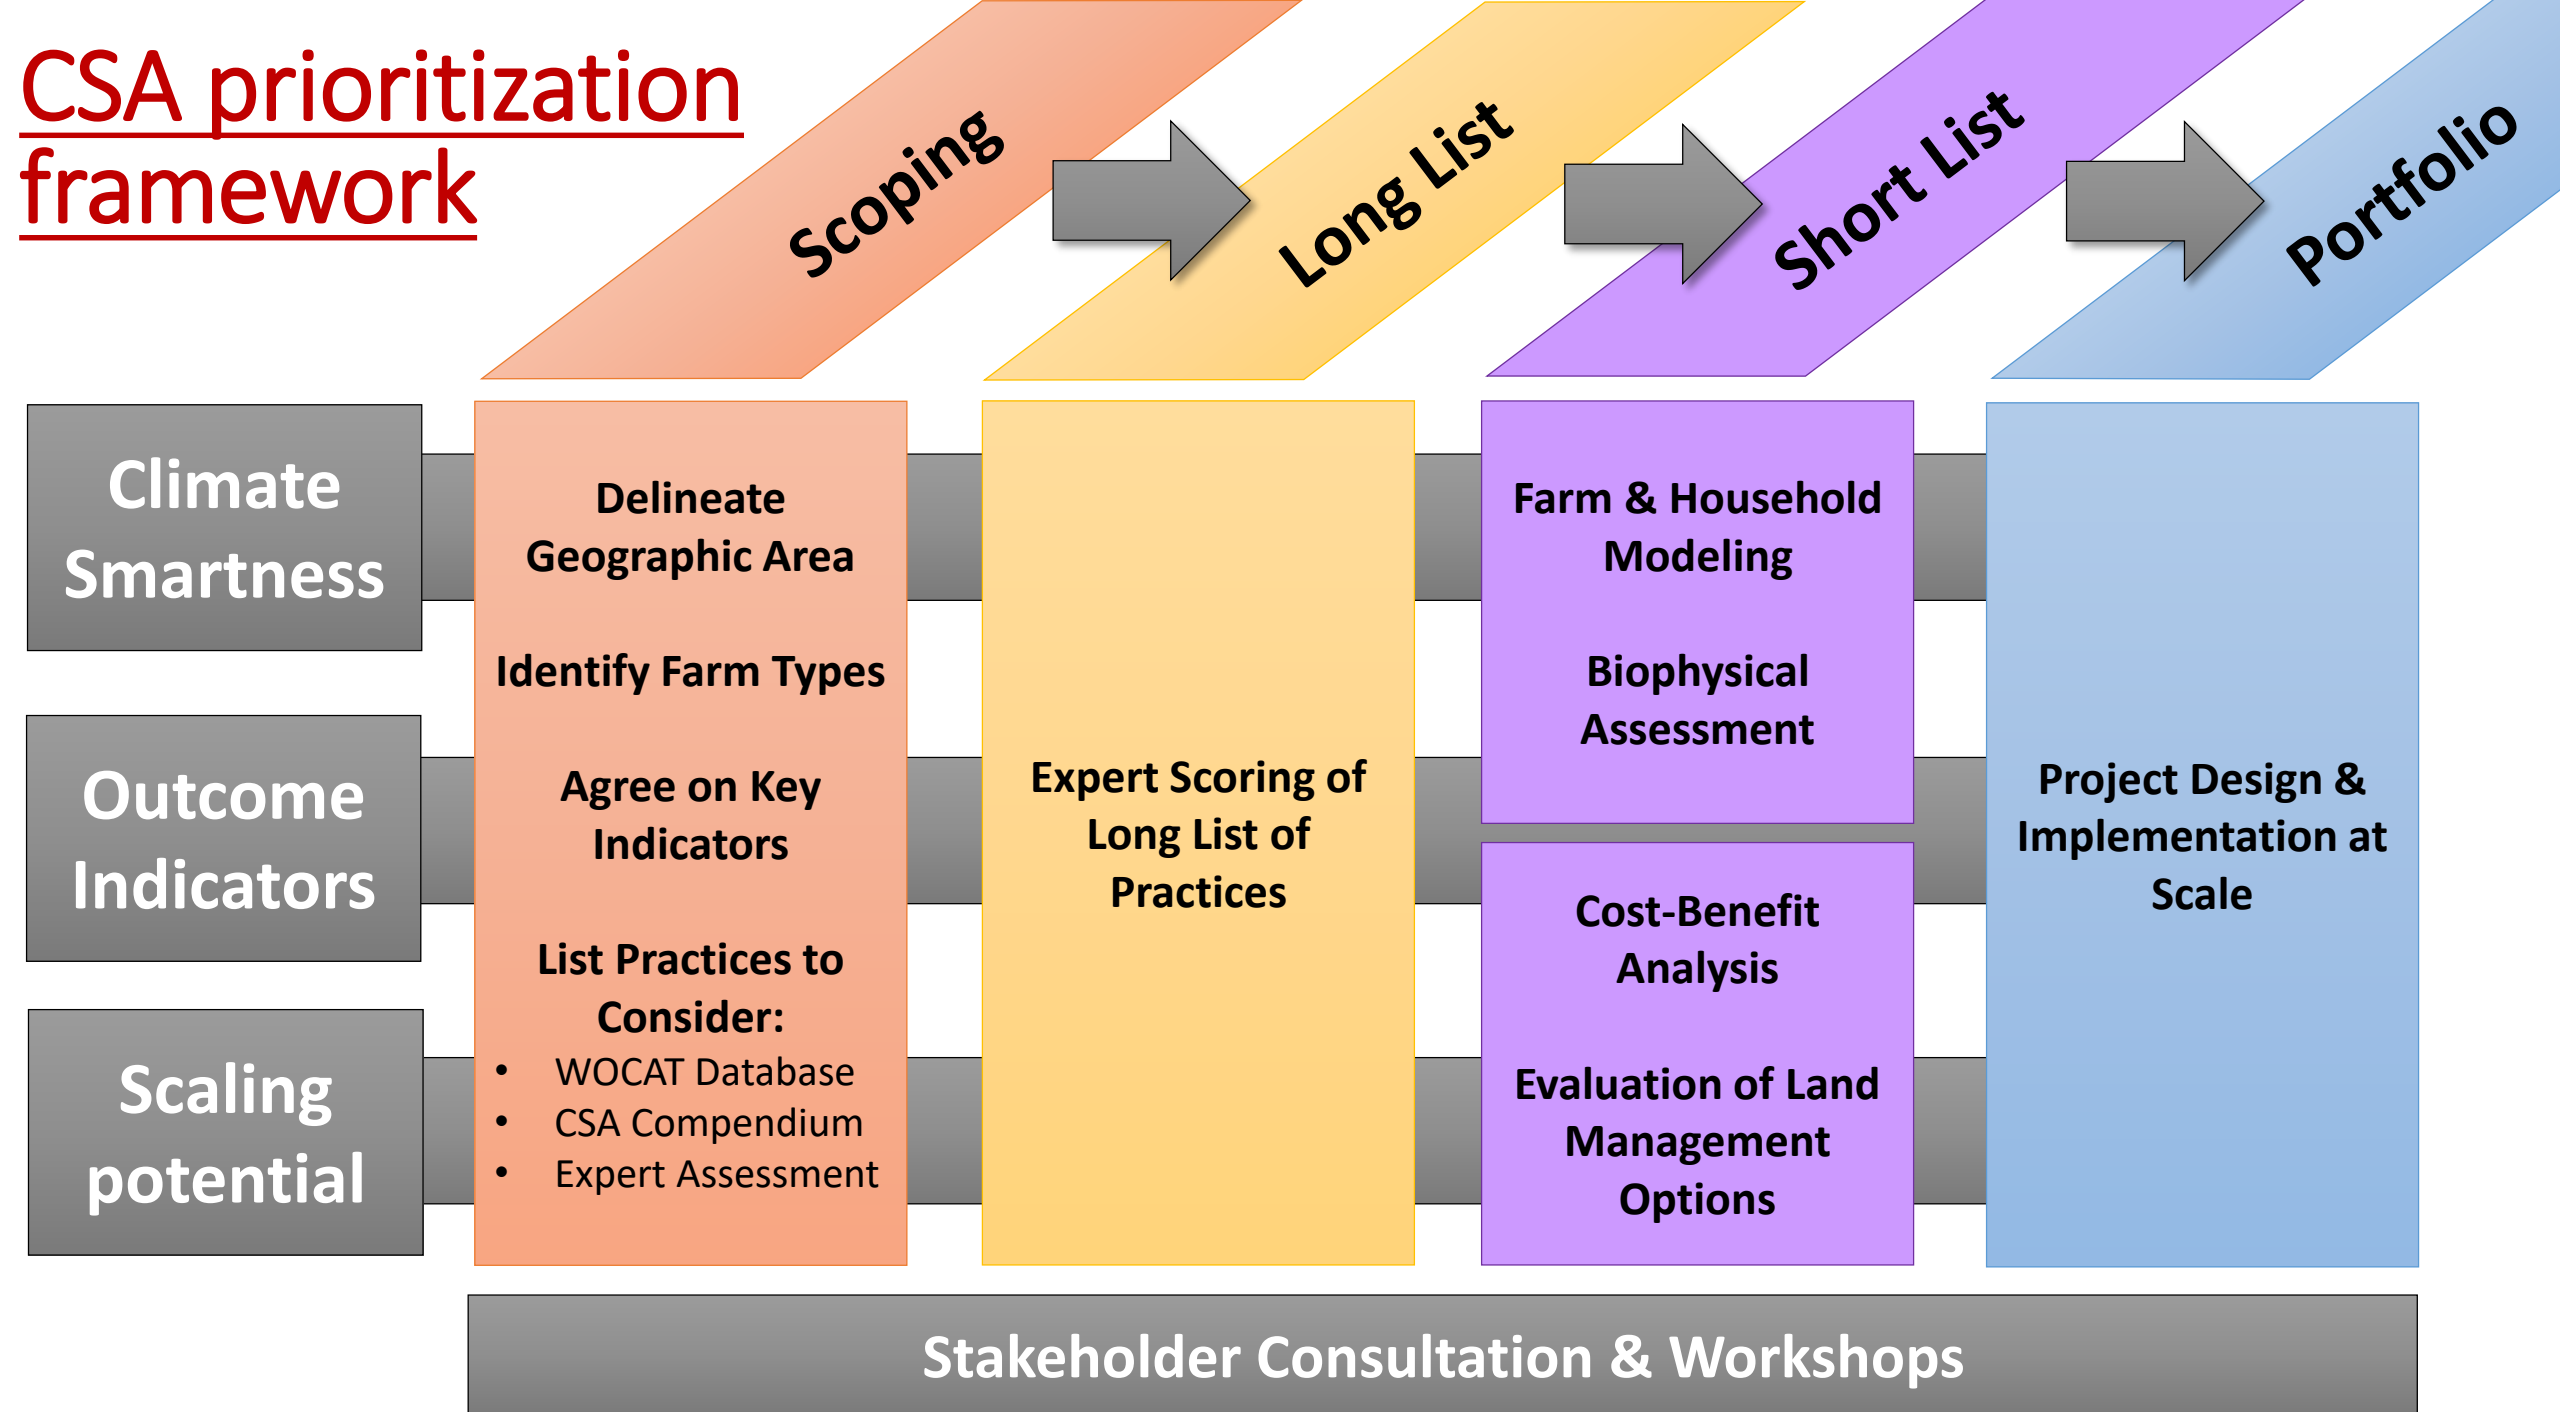 CSA prioritization
framework
Scoping
Long List
Short List
Portfolio
Climate
Smartness
Outcome
Indicators
Scaling
potential
Delineate
Geographic Area
Identify Farm Types
Agree on Key
Indicators
List Practices to
Consider:
• WOCAT Database
• CSA Compendium
• Expert Assessment
Expert Scoring of
Long List of
Practices
Farm & Household
Modeling
Biophysical
Assessment
Cost-Benefit
Analysis
Evaluation of Land
Management
Options
Project Design &
Implementation at
Scale
Stakeholder Consultation & Workshops